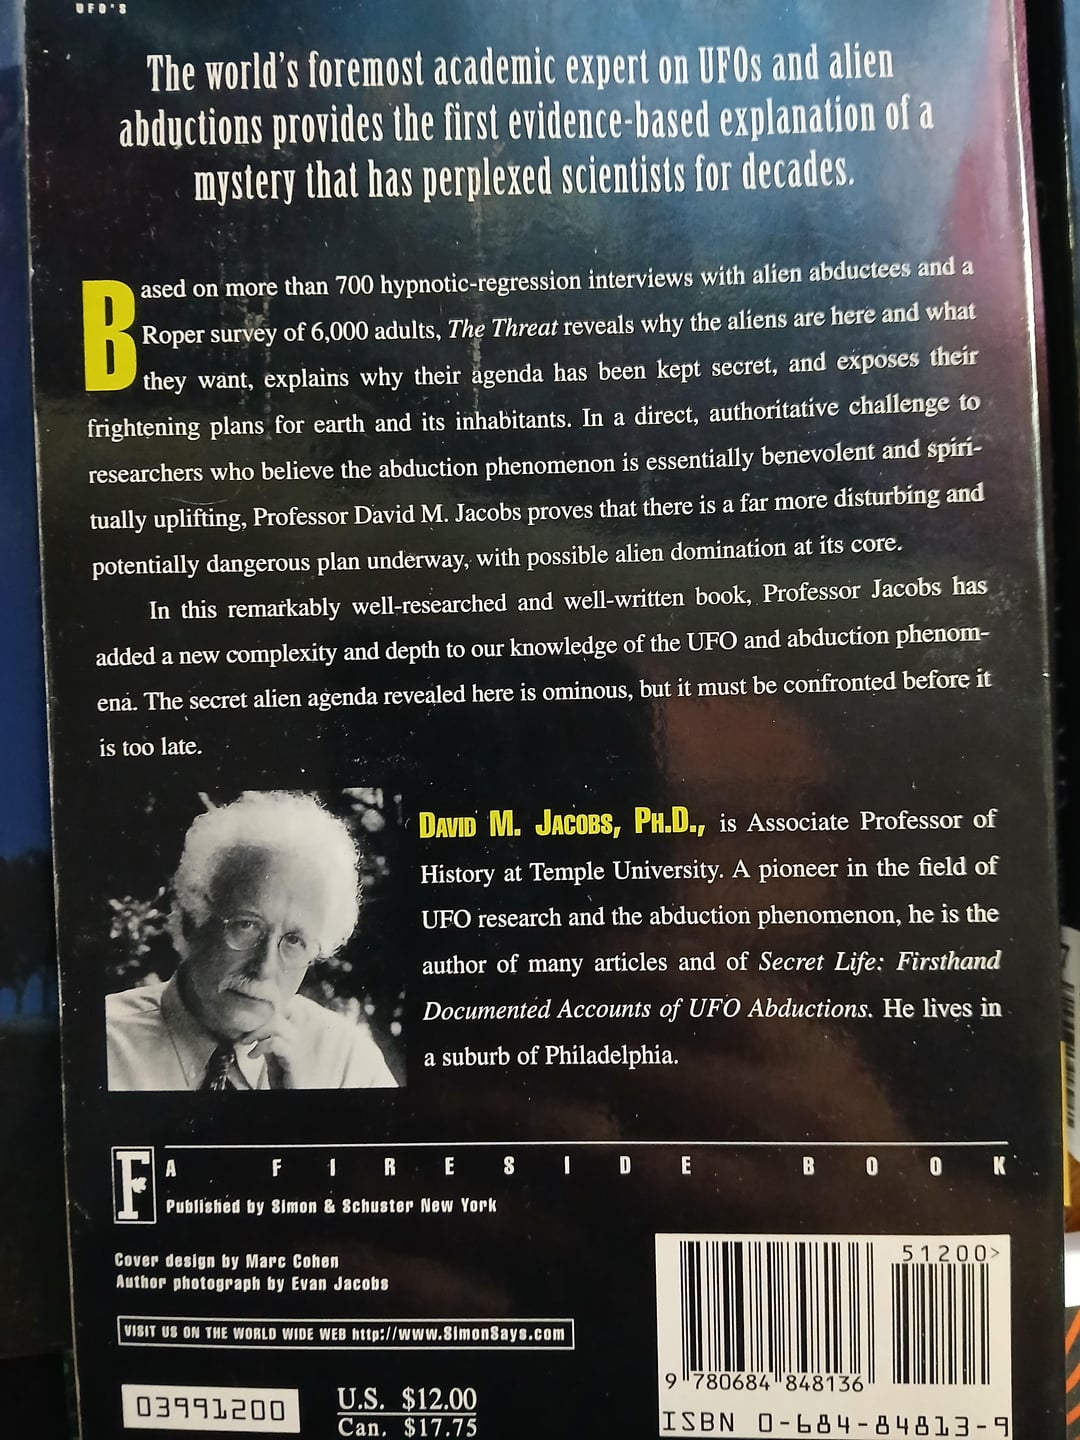 UFO'S
The world's foremost academic expert on UFOs and alien
abductions provides the first evidence-based explanation of a
mystery that has perplexed scientists for decades.
Based on more than 700 hypnotic-regression interviews with alien abductees and a
Roper survey of 6,000 adults, The Threat reveals why the aliens are here and what
they want, explains why their agenda has been kept secret, and exposes their
frightening plans for earth and its inhabitants. In a direct, authoritative challenge to
researchers who believe the abduction phenomenon is essentially benevolent and spiri-
tually uplifting, Professor David M. Jacobs proves that there is a far more disturbing and
potentially dangerous plan underway, with possible alien domination at its core.
In this remarkably well-researched and well-written book, Professor Jacobs has
added a new complexity and depth to our knowledge of the UFO and abduction phenom-
ena. The secret alien agenda revealed here is ominous, but it must be confronted before it
is too late.
DAVID M. JACOBS, PH.D., is Associate Professor of
History at Temple University. A pioneer in the field of
UFO research and the abduction phenomenon, he is the
author of many articles and of Secret Life: Firsthand
Documented Accounts of UFO Abductions. He lives in
a suburb of Philadelphia.
F
A FIRESIDE BOOK
Published by Simon & Schuster New York
Cover design by Marc Cohen
Author photograph by Evan Jacobs
VISIT US ON THE WORLD WIDE WEB http://www.SimonSays.com
03991200
U.S. $12.00
Can. $17.75
51200>
9 780684 848136
ISBN 0-684-84813-9